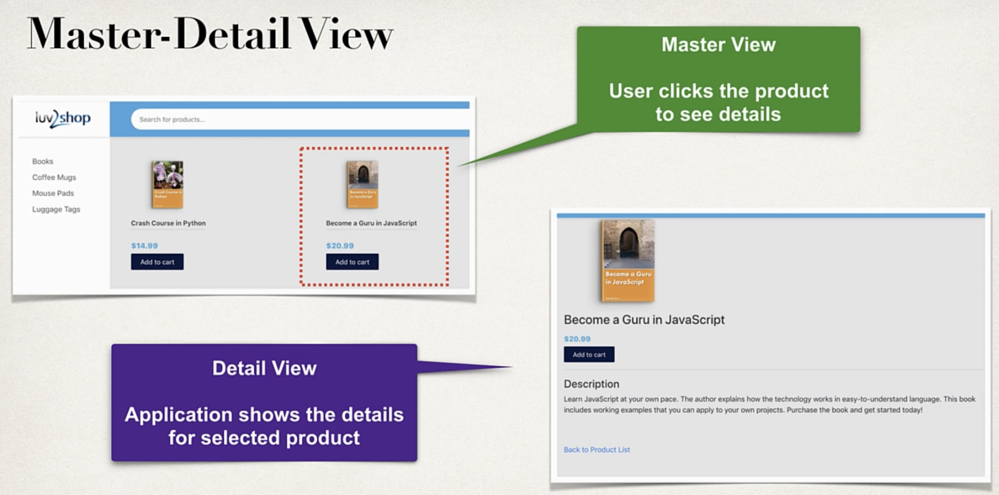 Master-Detail View
Master View
User clicks the product
to see details
luv2shop
Search for products...
Books
Coffee Mugs
Mouse Pads
Luggage Tags
Crash Course in
Python
Crash Course in Python
$14.99
Add to cart
Become a Guru
in JavaScript
Become a Guru in JavaScript
$20.99
Add to cart
Detail View
Application shows the details
for selected product
Become a Guru
in JavaScript
Become a Guru in JavaScript
$20.99
Add to cart
Description
Learn JavaScript at your own pace. The author explains how the technology works in easy-to-understand language. This book
includes working examples that you can apply to your own projects. Purchase the book and get started today!
Back to Product List